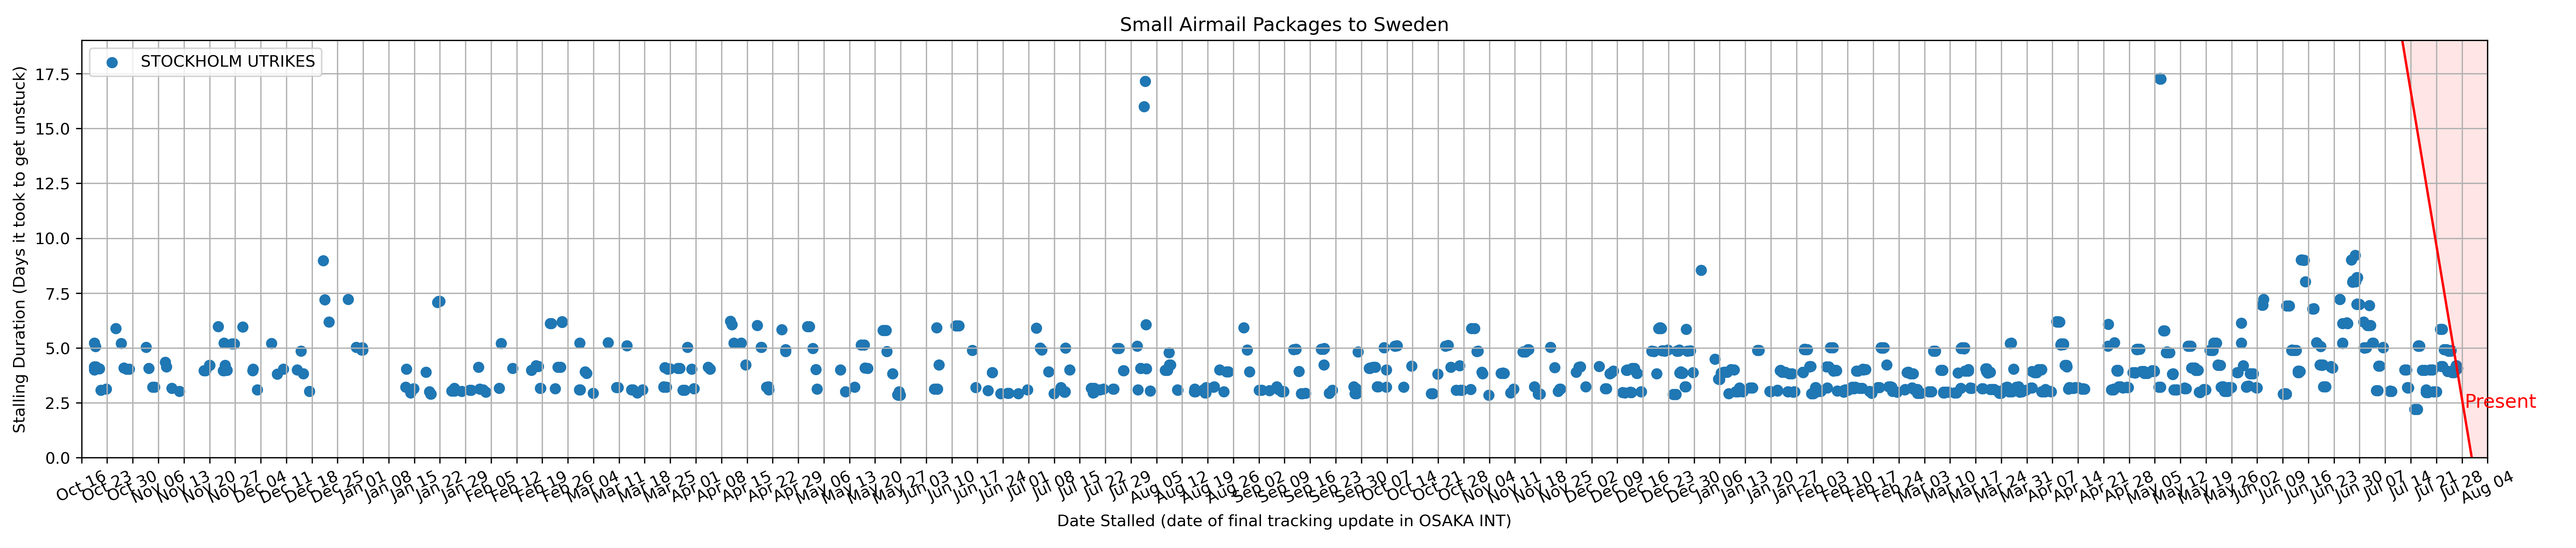 Small Airmail Packages to Sweden
STOCKHOLM UTRIKES
Stalling Duration (Days it took to get unstuck)
17.5
15.0
12.5
10.0
7.5
5.0
2.5
0.0
Present
Oct 16 Oct 23 Oct 30 Nov 06 Nov 13 Nov 20 Nov 27 Dec 04 Dec 11 Dec 18 Dec 25 Jan 01 Jan 08 Jan 15 Jan 22 Jan 29 Feb 05 Feb 12 Feb 19 Feb 26 Mar 04 Mar 11 Mar 18 Mar 25 Apr 01 Apr 08 Apr 15 Apr 22 Apr 29 May 06 May 13 May 20 May 27 Jun 03 Jun 10 Jun 17 Jun 24 Jul 01 Jul 08 Jul 15 Jul 22 Jul 29 Aug 05 Aug 12 Aug 19 Aug 26 Sep 02 Sep 09 Sep 16 Sep 23 Sep 30 Oct 07 Oct 14 Oct 21 Oct 28 Nov 04 Nov 11 Nov 18 Nov 25 Dec 02 Dec 09 Dec 16 Dec 23 Dec 30 Jan 06 Jan 13 Jan 20 Jan 27 Feb 03 Feb 10 Feb 17 Feb 24 Mar 03 Mar 10 Mar 17 Mar 24 Mar 31 Apr 07 Apr 14 Apr 21 Apr 28 May 05 May 12 May 19 May 26 Jun 02 Jun 09 Jun 16 Jun 23 Jun 30 Jul 07 Jul 14 Jul 21 Jul 28 Aug 04
Date Stalled (date of final tracking update in OSAKA INT)